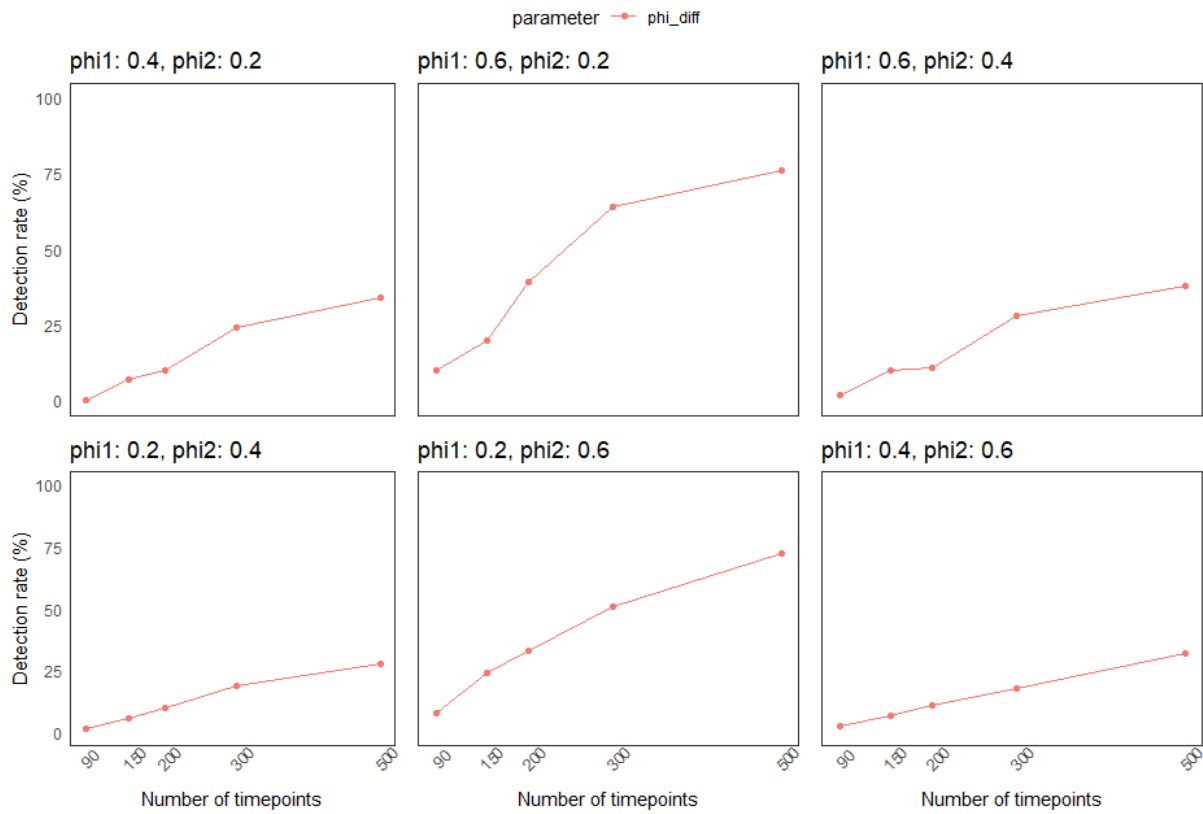 parameter phi_diff
phi1: 0.4, phi2: 0.2
phi1: 0.6, phi2: 0.2
phi1: 0.6, phi2: 0.4
Detection rate (%)
100
75
50
25
0
phi1: 0.2, phi2: 0.4
phi1: 0.2, phi2: 0.6
phi1: 0.4, phi2: 0.6
Detection rate (%)
100
75
50
25
0
90 150 200 300 500
90 150 200 300 500
90 150 200 300 500
Number of timepoints
Number of timepoints
Number of timepoints